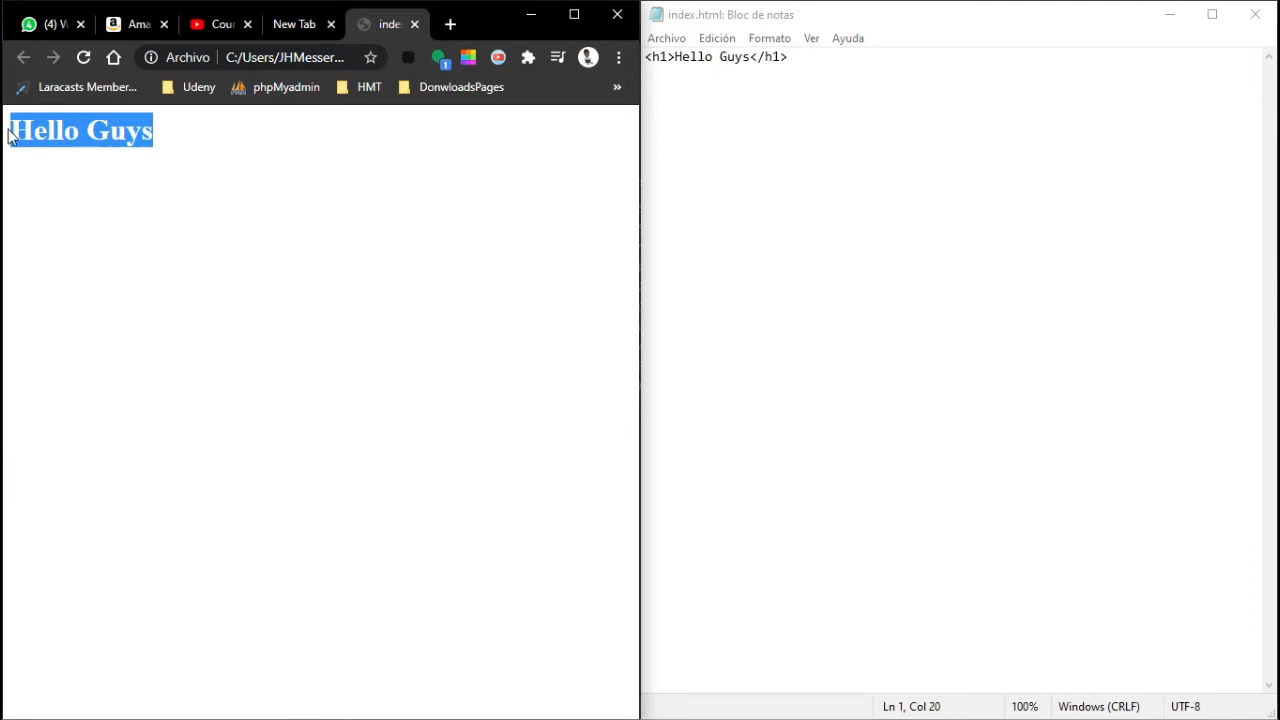 (4)
Ama
Cou
New Tab
inde
Archivo
C:/Users/JHMesser...
1
Laracasts Member...
Udeny
phpMyadmin
HMT
DonwloadsPages
»
Hello Guys
index.html: Bloc de notas
Archivo Edición Formato Ver Ayuda
<h1>Hello Guys</h1>
Ln 1, Col 20
100%
Windows (CRLF)
UTF-8